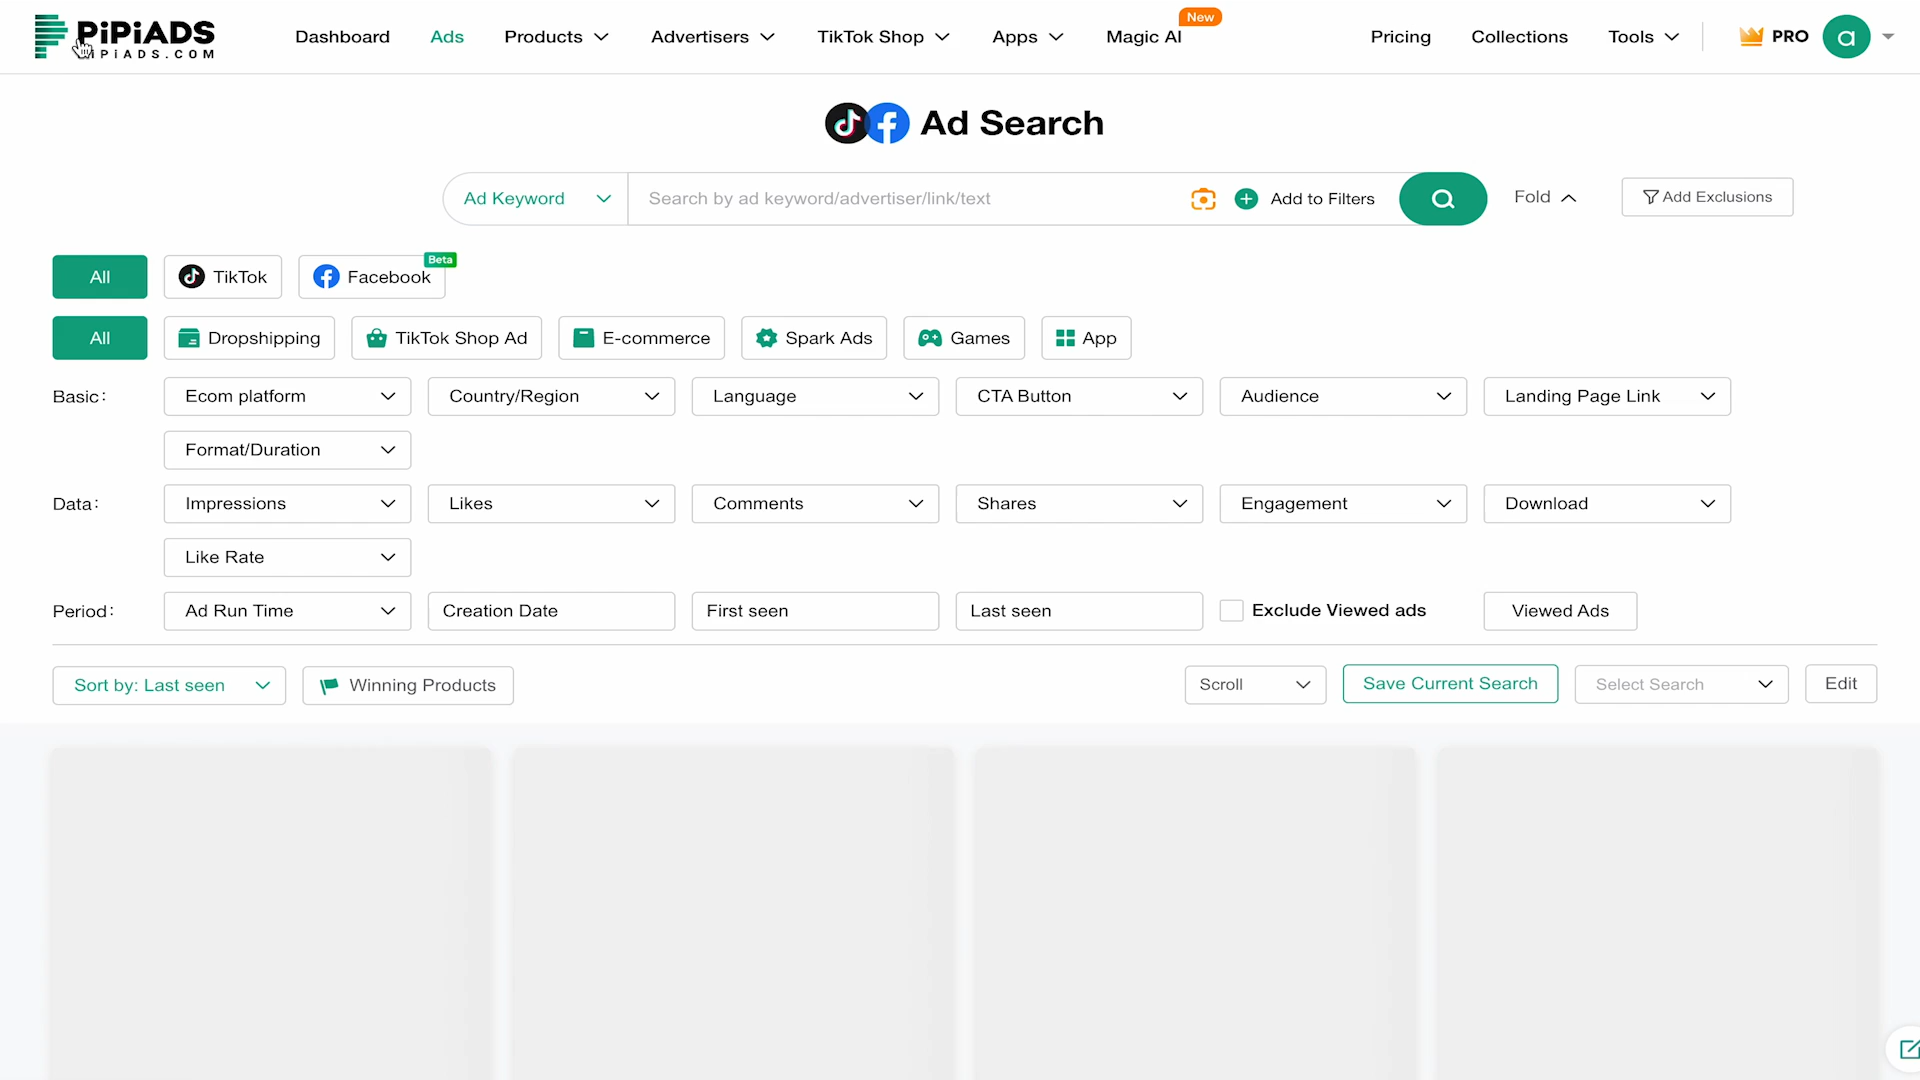 PiPiADS
PIPIADS.COM
Dashboard
Ads
Products
Advertisers
TikTok Shop
Apps
Magic AI
New
Pricing
Collections
Tools
PRO
a
Ad Search
Ad Keyword
Search by ad keyword/advertiser/link/text
Add to Filters
Fold
Add Exclusions
All
TikTok
Facebook
Beta
All
Dropshipping
TikTok Shop Ad
E-commerce
Spark Ads
Games
App
Basic:
Ecom platform
Country/Region
Language
CTA Button
Audience
Landing Page Link
Format/Duration
Data:
Impressions
Likes
Comments
Shares
Engagement
Download
Like Rate
Period:
Ad Run Time
Creation Date
First seen
Last seen
Exclude Viewed ads
Viewed Ads
Sort by: Last seen
Winning Products
Scroll
Save Current Search
Select Search
Edit